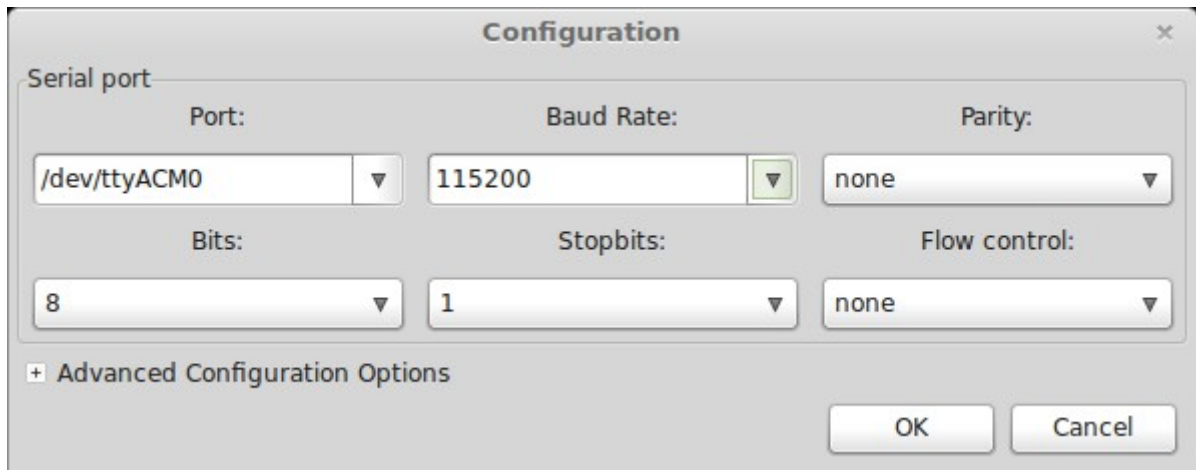 Configuration
Serial port
Port: Baud Rate: Parity:
/dev/ttyACM0 115200 none
Bits: Stopbits: Flow control:
8 1 none
Advanced Configuration Options
OK Cancel